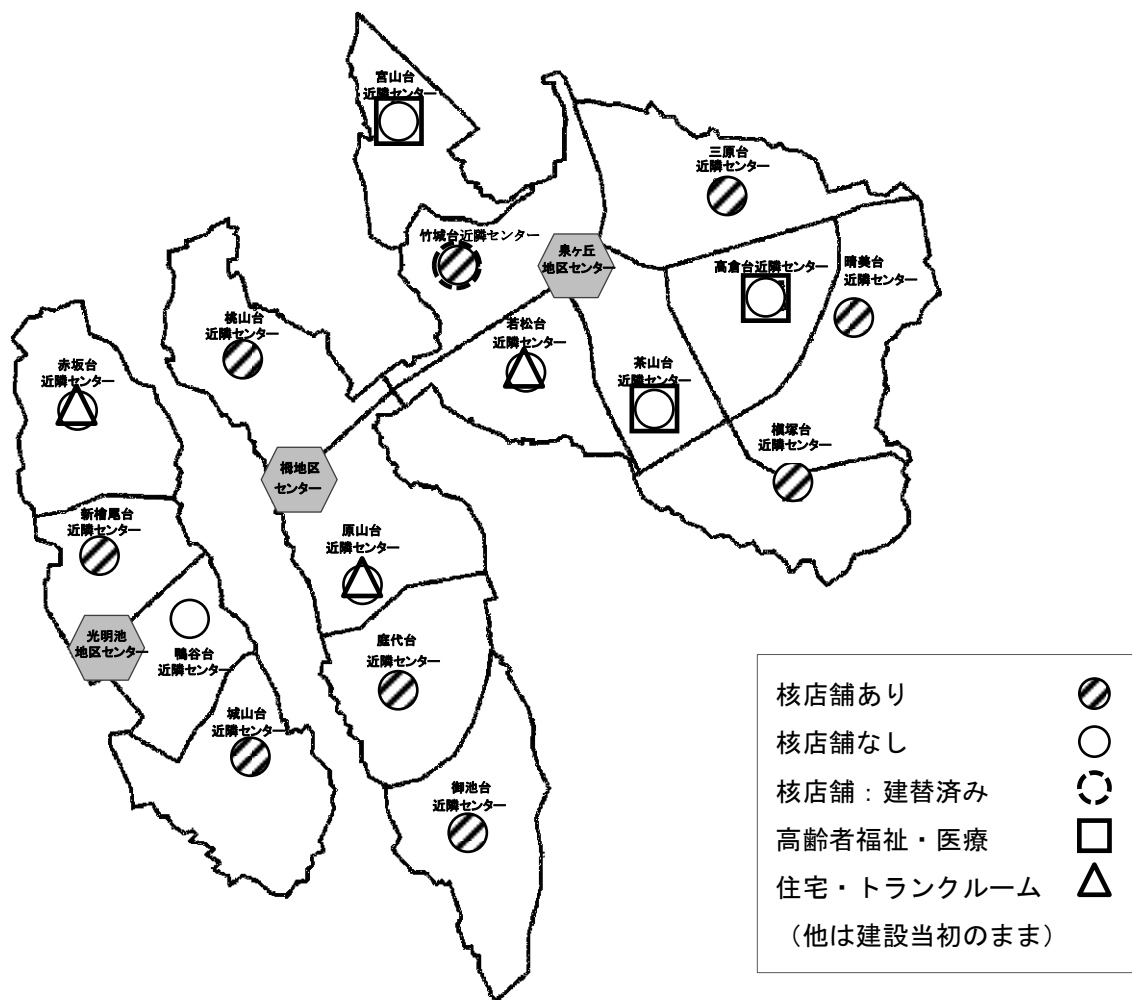 宮山台
近隣センター
三原台
近隣センター
竹城台近隣センター
泉ヶ丘
地区センター
高倉台近隣センター
晴美台
近隣センター
桃山台
近隣センター
若松台
近隣センター
茶山台
近隣センター
赤坂台
近隣センター
槇塚台
近隣センター
栂地区
センター
新檜尾台
近隣センター
原山台
近隣センター
光明池
地区センター
鴨谷台
近隣センター
庭代台
近隣センター
城山台
近隣センター
御池台
近隣センター
核店舗あり
核店舗なし
核店舗：建替済み
高齢者福祉・医療
住宅・トランクルーム
（他は建設当初のまま）